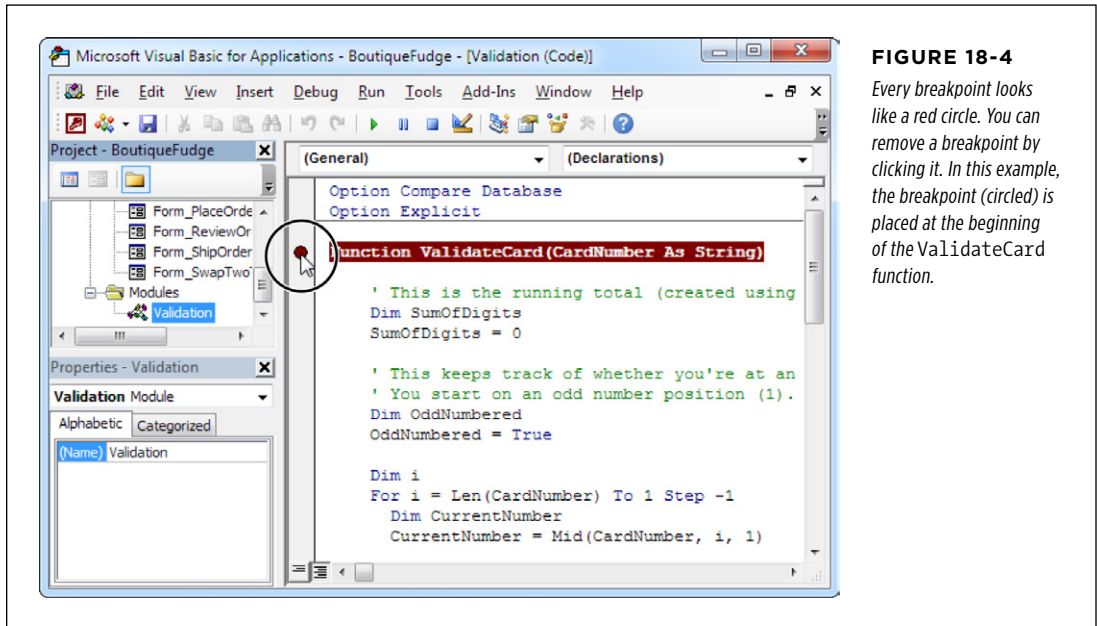 Microsoft Visual Basic for Applications - BoutiqueFudge - [Validation (Code)]
File Edit View Insert Debug Run Tools Add-Ins Window Help
Project - BoutiqueFudge
Form_PlaceOrde
Form_ReviewOr
Form_ShipOrder
Form_SwapTwo
Modules
Validation
Properties - Validation
Validation Module
Alphabetic Categorized
(Name) Validation
(General) (Declarations)
Option Compare Database
Option Explicit
Function ValidateCard(CardNumber As String)
' This is the running total (created using
Dim SumOfDigits
SumOfDigits = 0
' This keeps track of whether you're at an
' You start on an odd number position (1).
Dim OddNumbered
OddNumbered = True
Dim i
For i = Len(CardNumber) To 1 Step -1
Dim CurrentNumber
CurrentNumber = Mid(CardNumber, i, 1)
FIGURE 18-4
Every breakpoint looks
like a red circle. You can
remove a breakpoint by
clicking it. In this example,
the breakpoint (circled) is
placed at the beginning
of the ValidateCard
function.